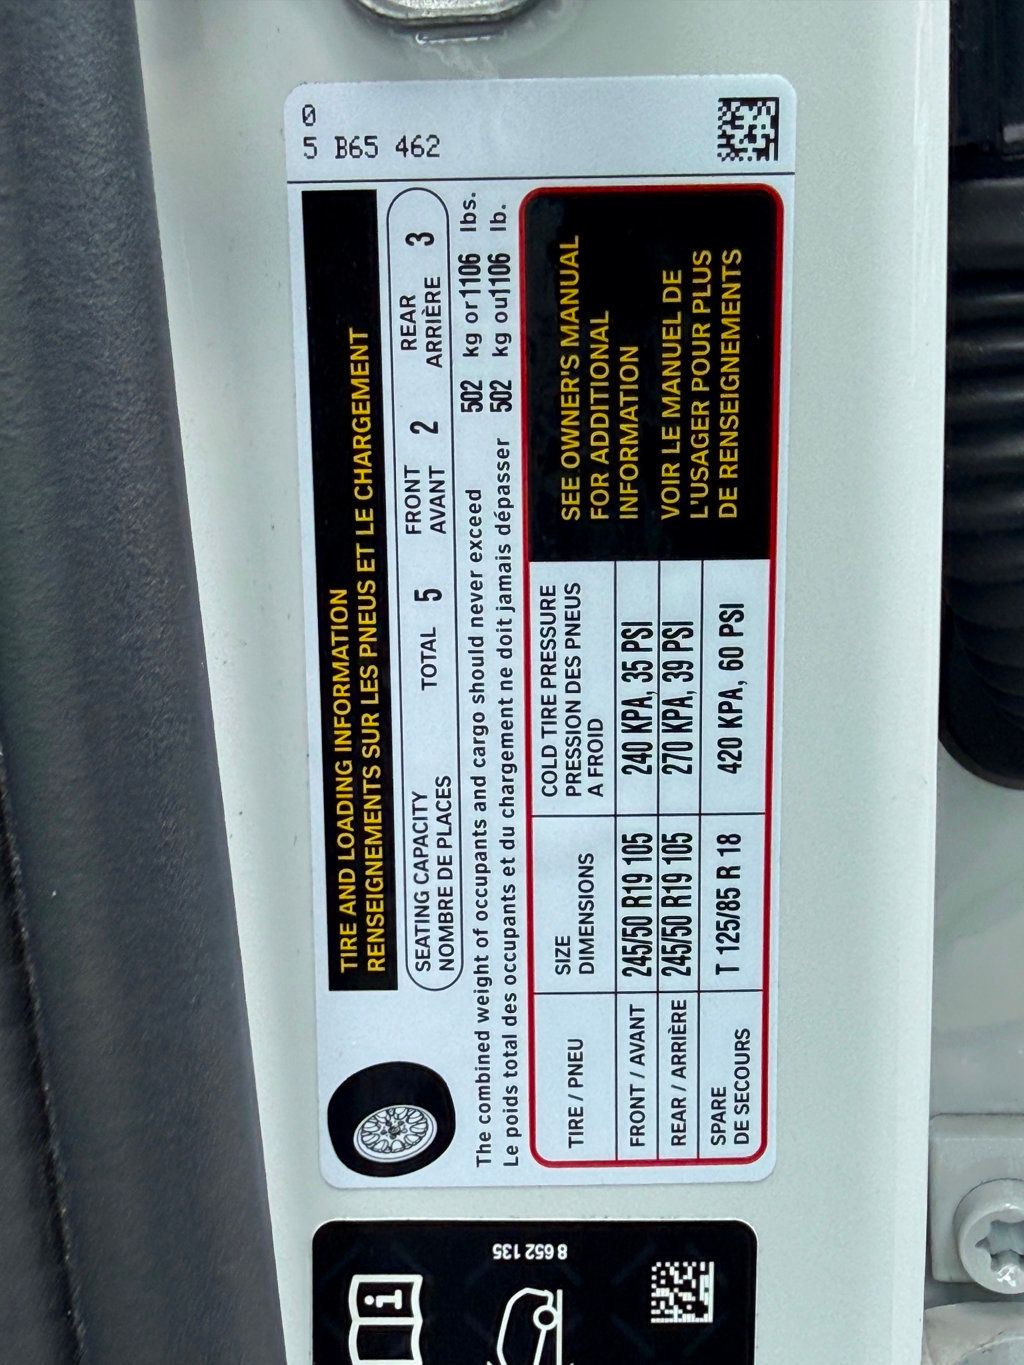 0
5 B65 462
TIRE AND LOADING INFORMATION
RENSEIGNEMENTS SUR LES PNEUS ET LE CHARGEMENT
SEATING CAPACITY TOTAL 5 FRONT 2 REAR 3
NOMBRE DE PLACES AVANT ARRIÈRE
The combined weight of occupants and cargo should never exceed 502 kg or 1106 lbs.
Le poids total des occupants et du chargement ne doit jamais dépasser 502 kg ou 1106 lb.
TIRE / PNEU SIZE DIMENSIONS COLD TIRE PRESSURE PRESSION DES PNEUS A FROID
FRONT / AVANT 245/50 R19 105 240 KPA, 35 PSI
REAR / ARRIÈRE 245/50 R19 105 270 KPA, 39 PSI
SPARE DE SECOURS T 125/85 R 18 420 KPA, 60 PSI
SEE OWNER'S MANUAL
FOR ADDITIONAL
INFORMATION
VOIR LE MANUEL DE
L'USAGER POUR PLUS
DE RENSEIGNEMENTS
8 652 135